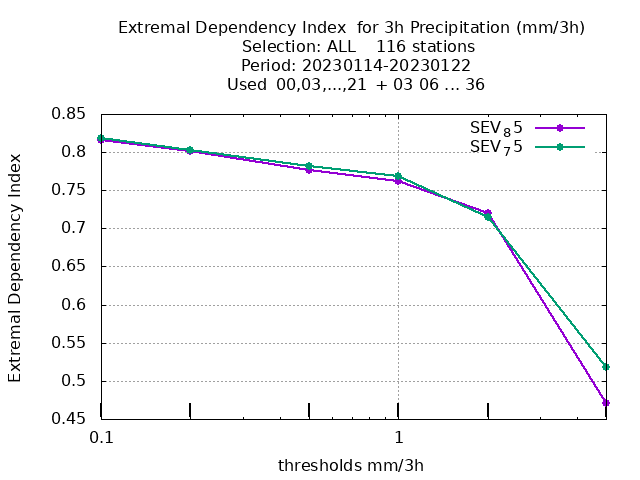 Extremal Dependency Index  for 3h Precipitation (mm/3h)
Selection: ALL    116 stations
Period: 20230114-20230122
Used  00,03,...,21  + 03 06 ... 36
SEV₈5
SEV₇5
0.85
0.8
0.75
0.7
0.65
0.6
0.55
0.5
0.45
Extremal Dependency Index
0.1
1
thresholds mm/3h